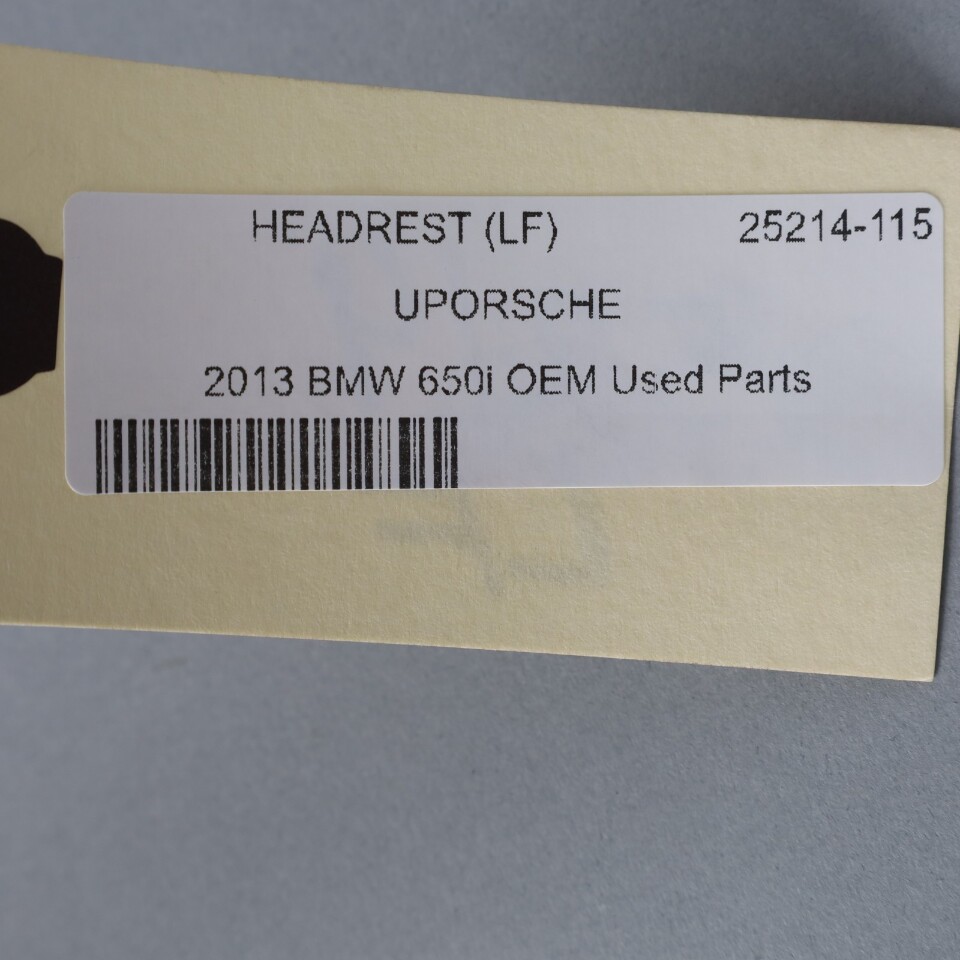 HEADREST (LF) 25214-115
UPORSCHE
2013 BMW 650i OEM Used Parts